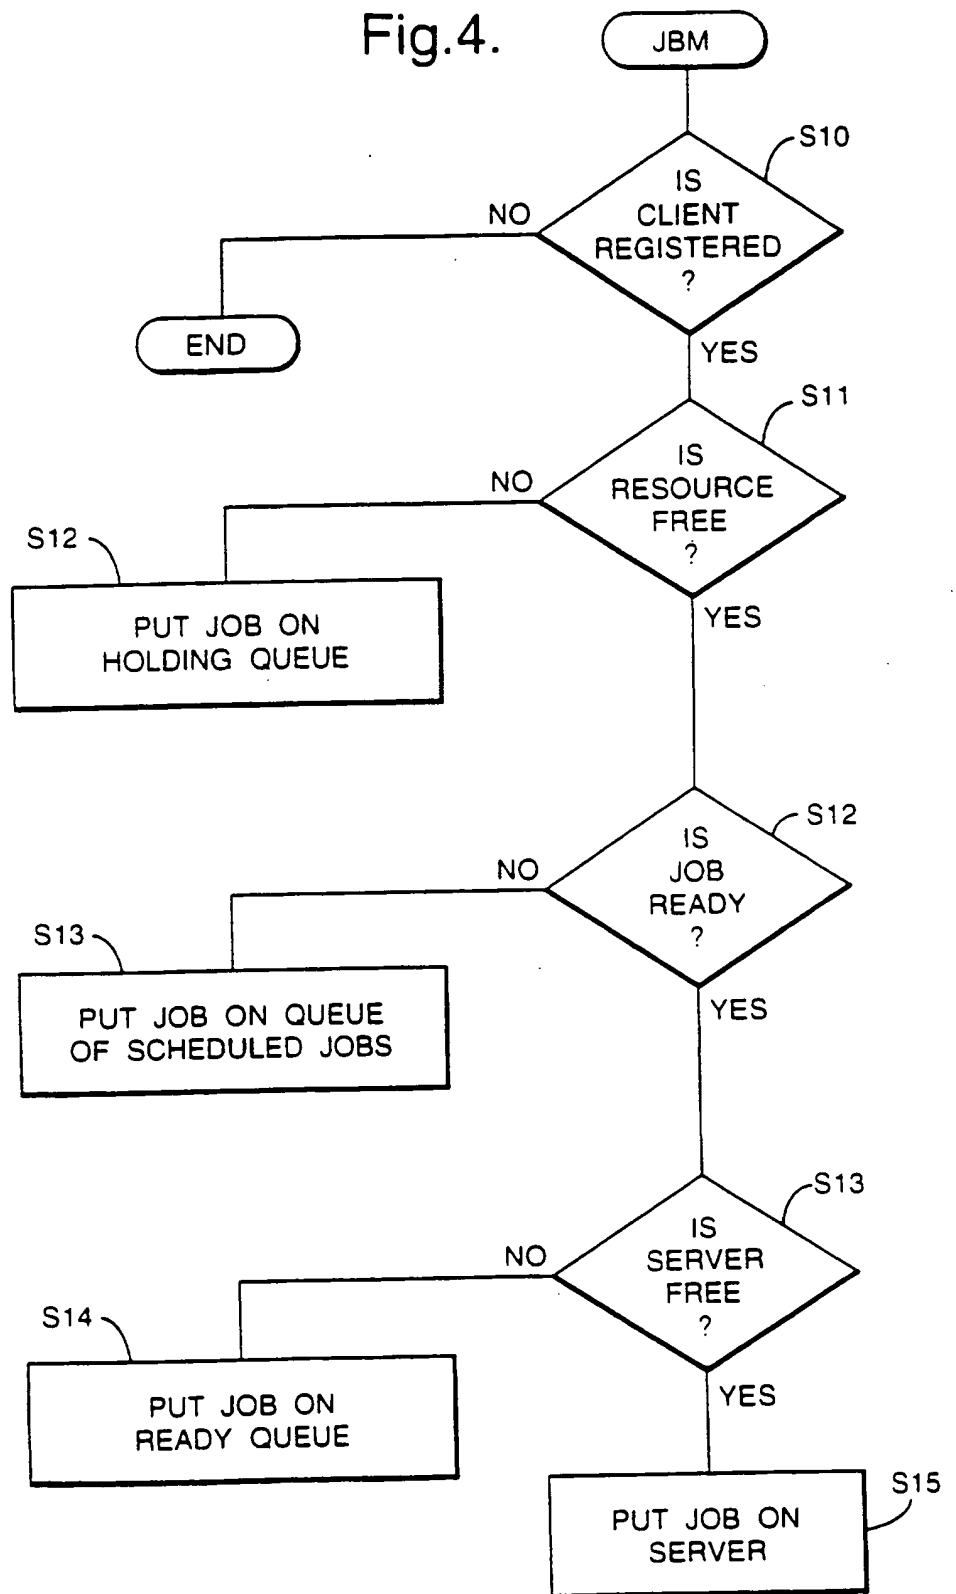 Fig.4.
JBM
S10
IS
CLIENT
REGISTERED
?
NO
END
YES
S11
IS
RESOURCE
FREE
?
NO
S12
PUT JOB ON
HOLDING QUEUE
YES
S12
IS
JOB
READY
?
NO
S13
PUT JOB ON QUEUE
OF SCHEDULED JOBS
YES
S13
IS
SERVER
FREE
?
NO
S14
PUT JOB ON
READY QUEUE
YES
S15
PUT JOB ON
SERVER